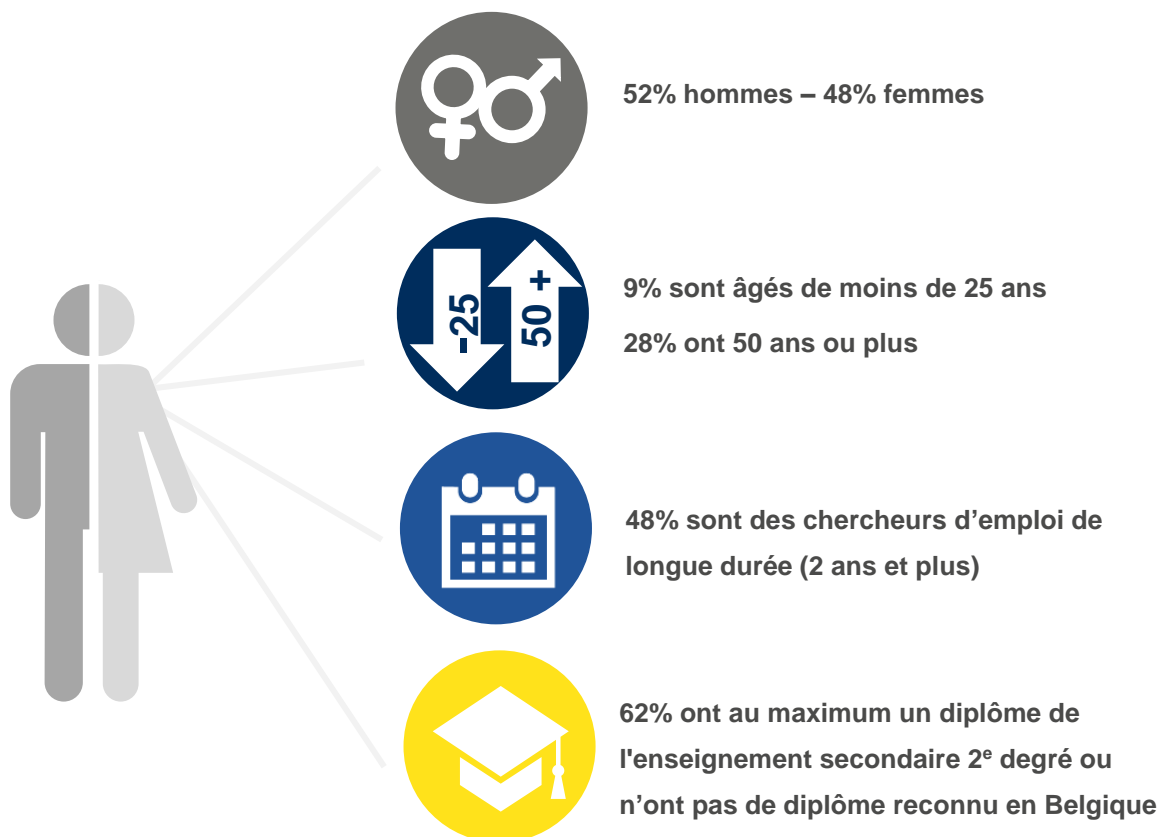 52% hommes – 48% femmes
-25
50 +
9% sont âgés de moins de 25 ans
28% ont 50 ans ou plus
48% sont des chercheurs d’emploi de
longue durée (2 ans et plus)
62% ont au maximum un diplôme de
l'enseignement secondaire 2e degré ou
n’ont pas de diplôme reconnu en Belgique